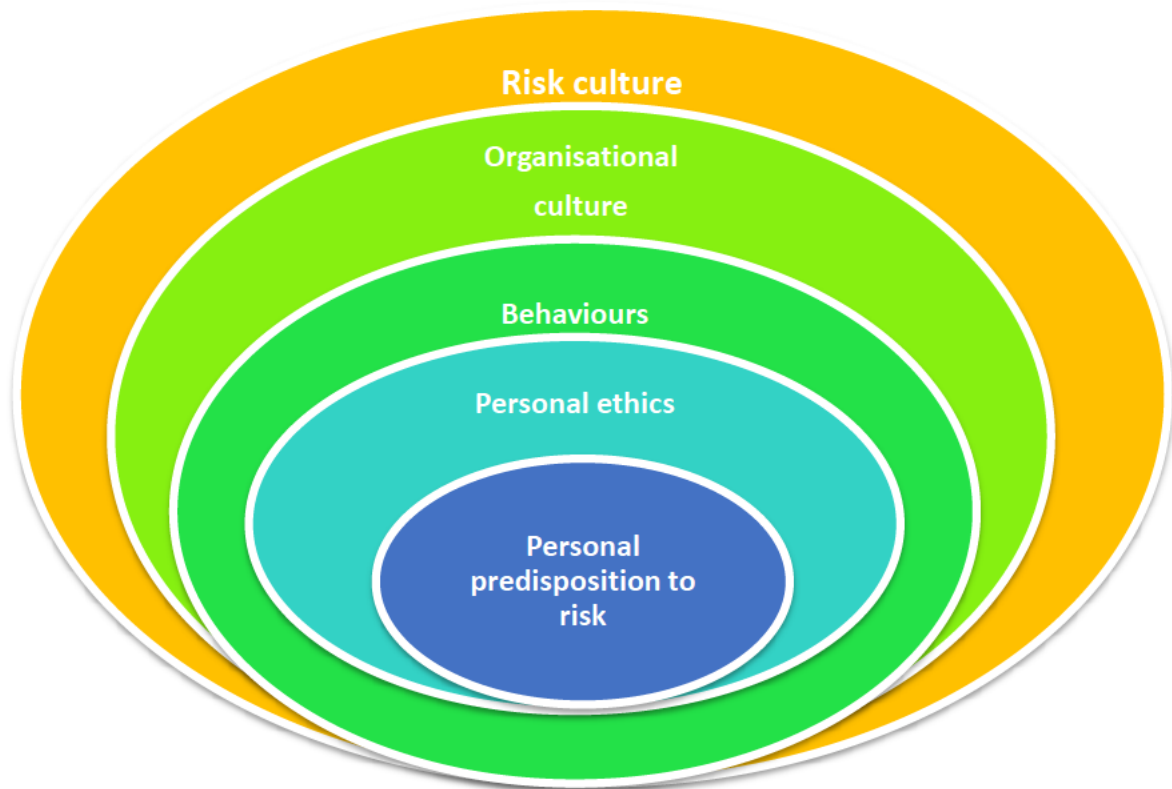 Risk culture
Organisational
culture
Behaviours
Personal ethics
Personal
predisposition to
risk